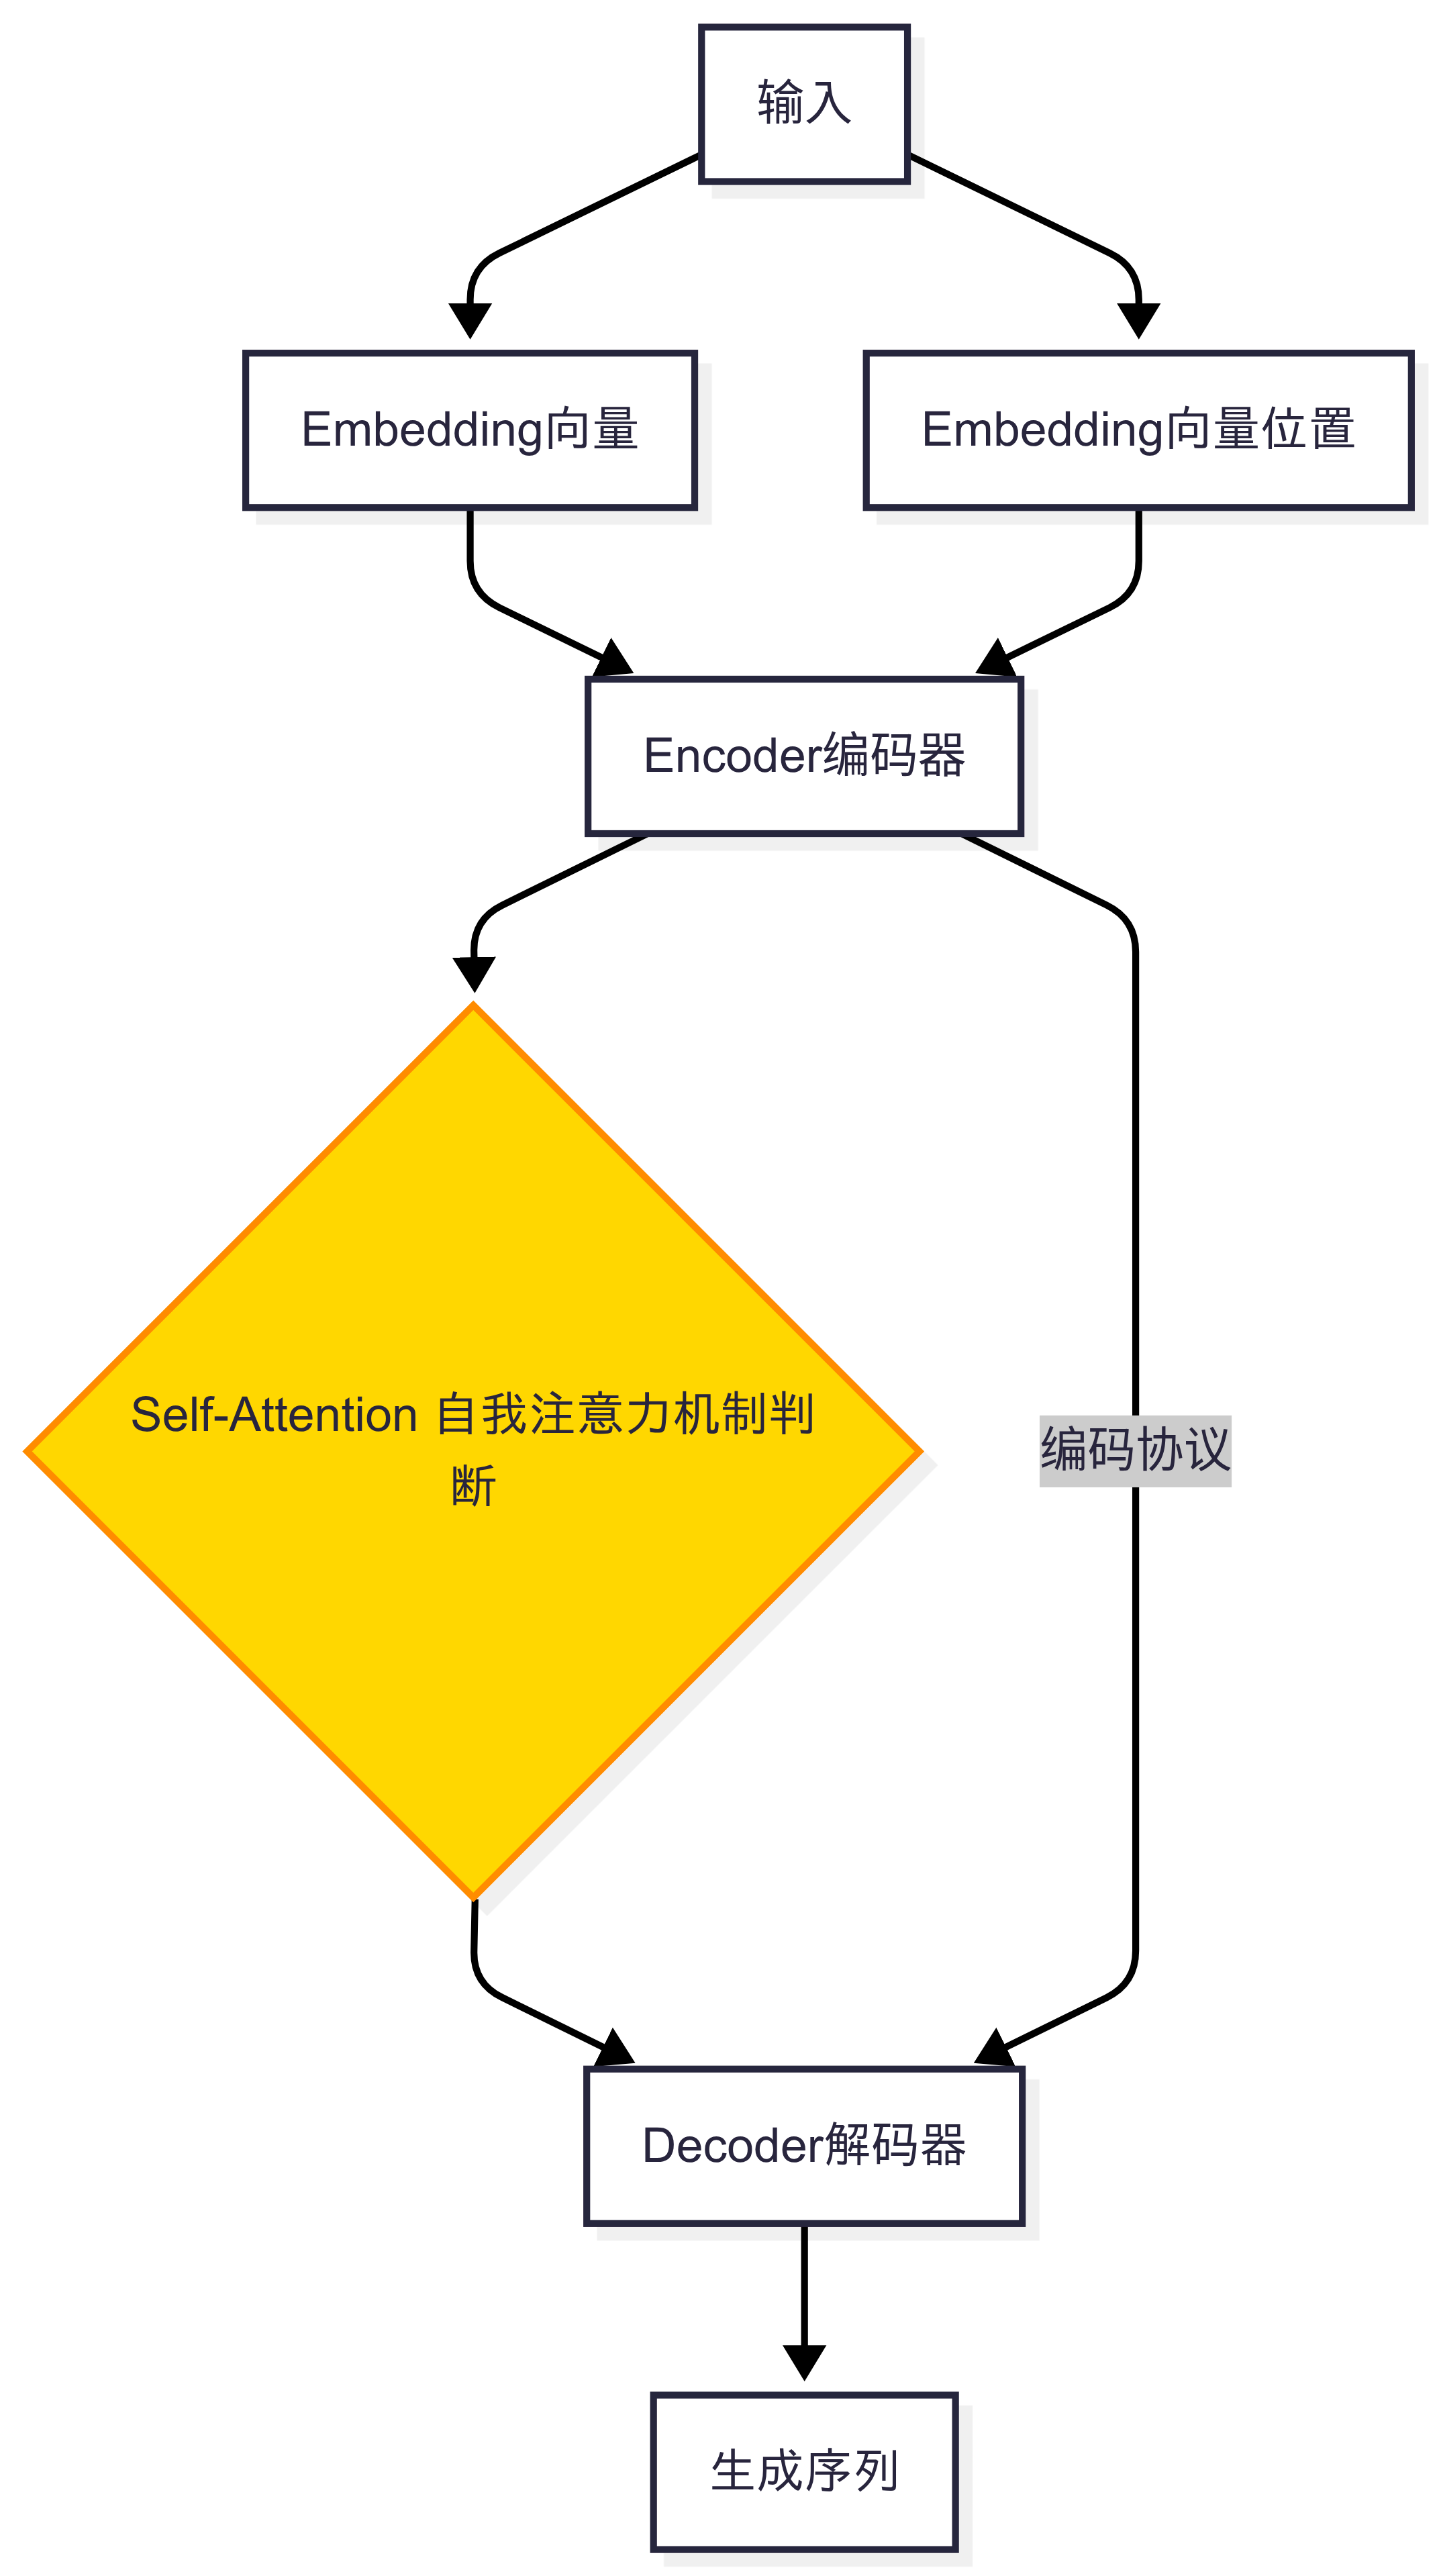 输入
Embedding向量
Embedding向量位置
Encoder编码器
Self-Attention 自我注意力机制判
断
编码协议
Decoder解码器
生成序列